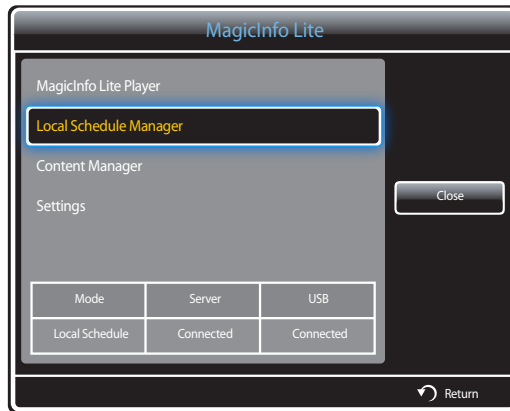 MagicInfo Lite
MagicInfo Lite Player
Local Schedule Manager
Content Manager
Settings
Close
Mode Server USB
Local Schedule Connected Connected
Return